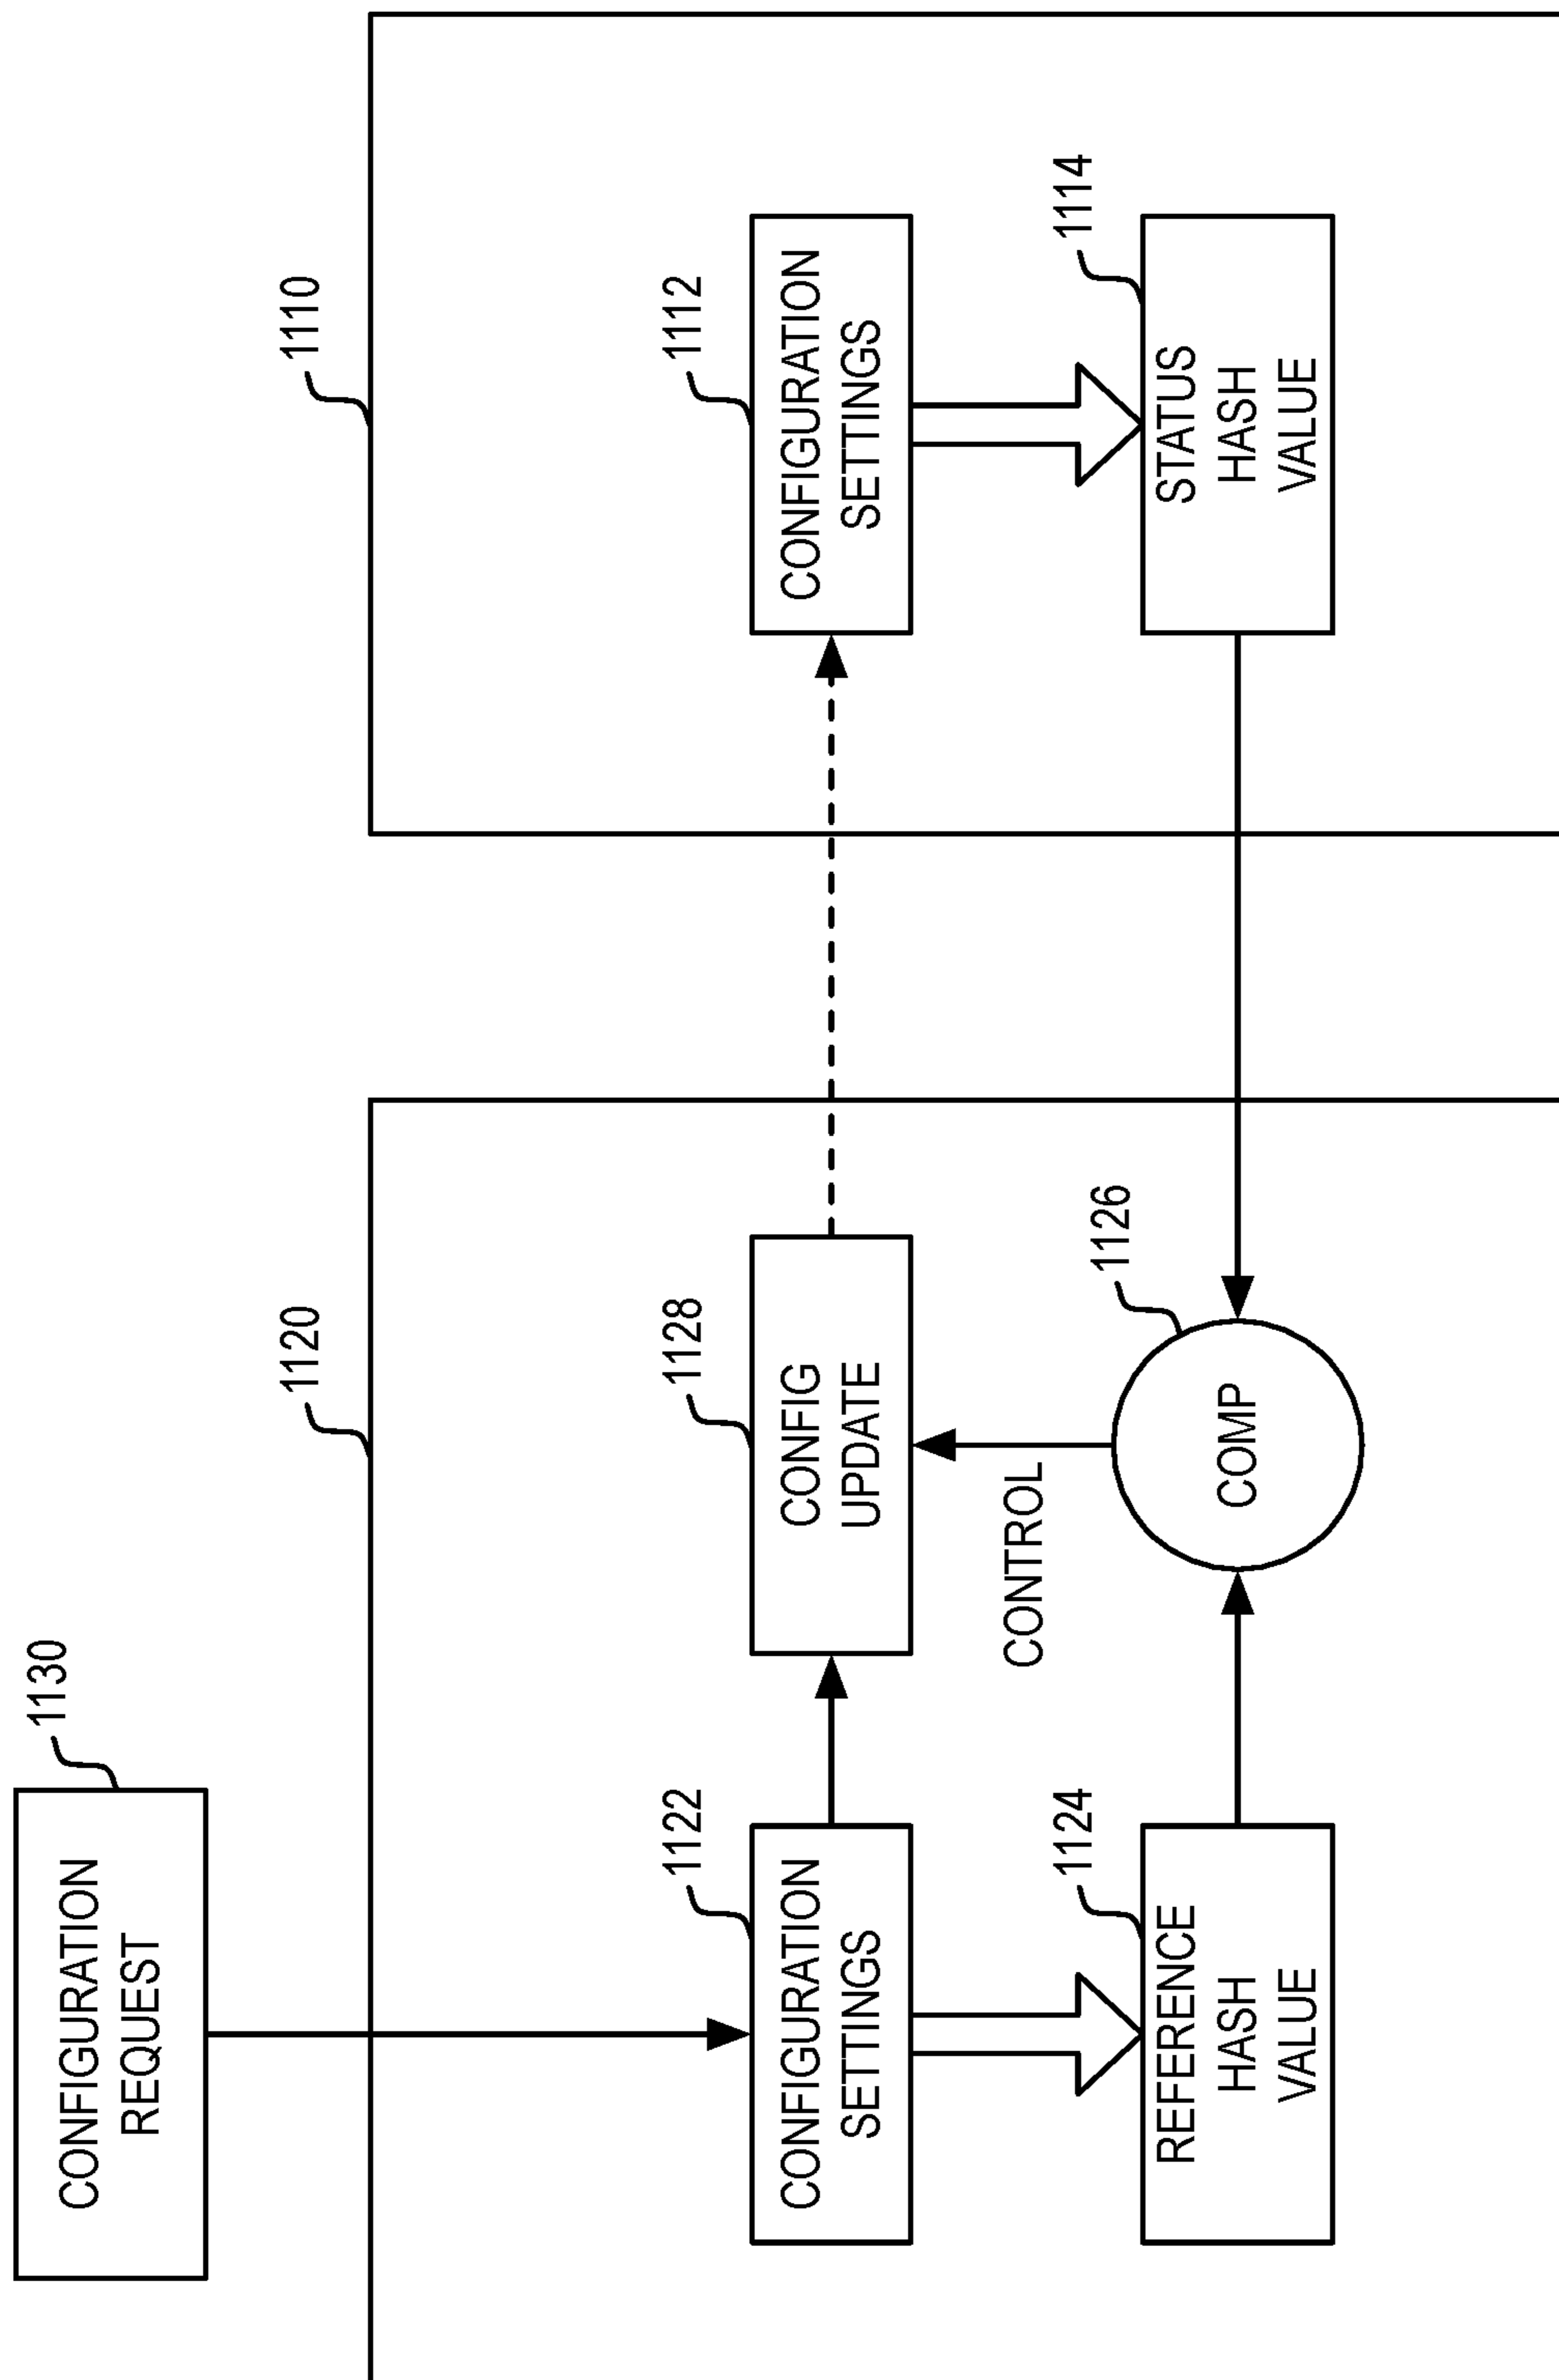 CONFIGURATION
REQUEST
1130
1120
1110
1122
CONFIGURATION
SETTINGS
1128
CONFIG
UPDATE
1112
CONFIGURATION
SETTINGS
CONTROL
1124
REFERENCE
HASH
VALUE
1126
COMP
1114
STATUS
HASH
VALUE